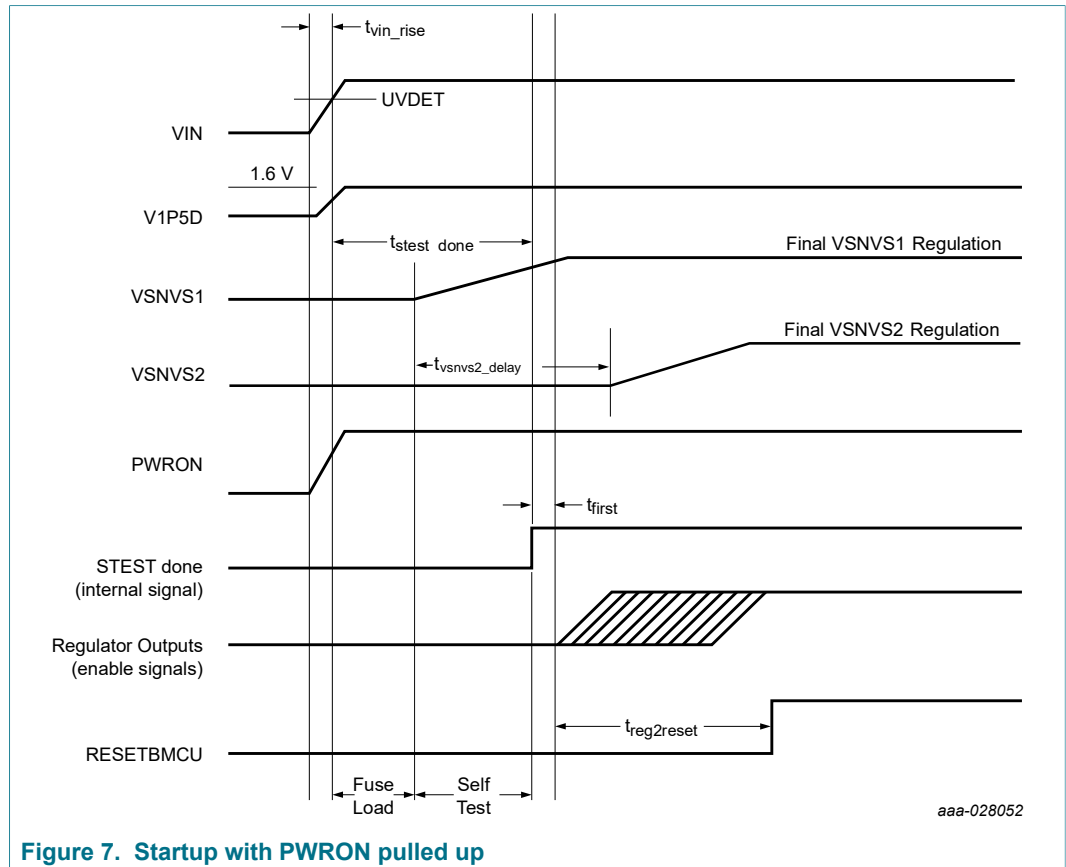 tvin_rise
UVDET
VIN
1.6 V
V1P5D
tstest done
Final VSNVS1 Regulation
VSNVS1
Final VSNVS2 Regulation
tvsnvs2_delay
VSNVS2
PWRON
tfirst
STEST done
(internal signal)
Regulator Outputs
(enable signals)
treg2reset
RESETBMCU
Fuse
Load
Self
Test
aaa-028052
Figure 7. Startup with PWRON pulled up